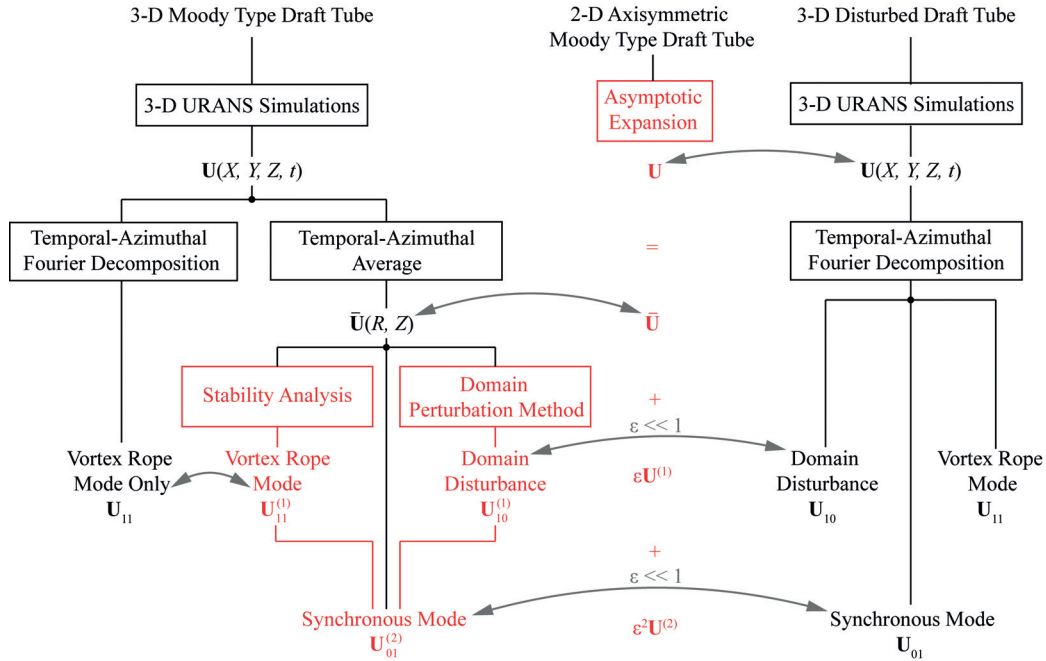 3-D Moody Type Draft Tube
3-D URANS Simulations
U(X, Y, Z, t)
Temporal-Azimuthal
Fourier Decomposition
Temporal-Azimuthal
Average
Ū(R, Z)
Stability Analysis
Domain
Perturbation Method
Vortex Rope
Mode Only
U₁₁
Vortex Rope
Mode
U₁₁⁽¹⁾
Domain
Disturbance
U₁₀⁽¹⁾
Synchronous Mode
U₀₁⁽²⁾
2-D Axisymmetric
Moody Type Draft Tube
Asymptotic
Expansion
U
=
Ū
+
ε << 1
εU⁽¹⁾
+
ε << 1
ε²U⁽²⁾
3-D Disturbed Draft Tube
3-D URANS Simulations
U(X, Y, Z, t)
Temporal-Azimuthal
Fourier Decomposition
Domain
Disturbance
U₁₀
Vortex Rope
Mode
U₁₁
Synchronous Mode
U₀₁